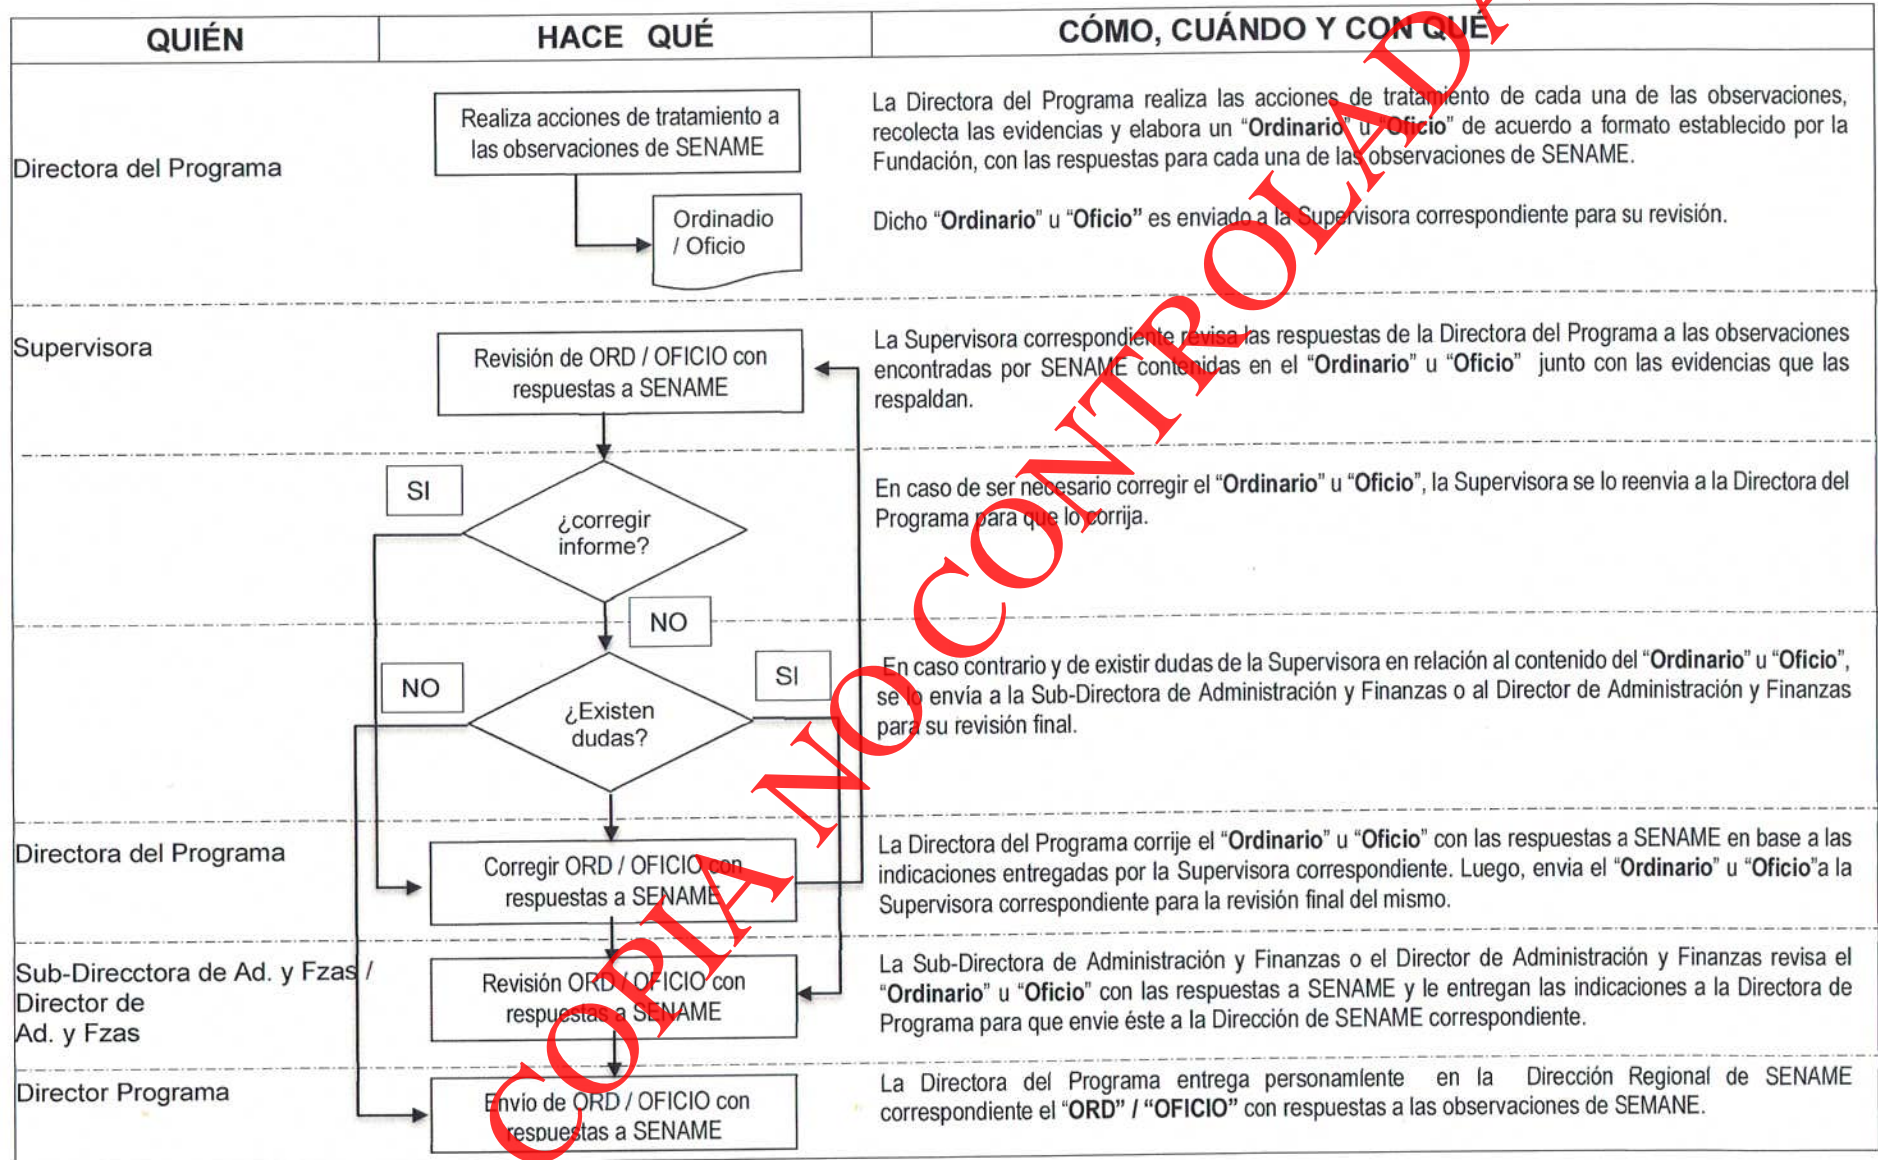 QUIÉN
HACE QUÉ
CÓMO, CUÁNDO Y CON QUÉ
Directora del Programa
Realiza acciones de tratamiento a
las observaciones de SENAME
Ordinadio
/ Oficio
La Directora del Programa realiza las acciones de tratamiento de cada una de las observaciones,
recolecta las evidencias y elabora un “Ordinario” u “Oficio” de acuerdo a formato establecido por la
Fundación, con las respuestas para cada una de las observaciones de SENAME.
Dicho “Ordinario” u “Oficio” es enviado a la Supervisora correspondiente para su revisión.
Supervisora
Revisión de ORD / OFICIO con
respuestas a SENAME
La Supervisora correspondiente revisa las respuestas de la Directora del Programa a las observaciones
encontradas por SENAME contenidas en el “Ordinario” u “Oficio” junto con las evidencias que las
respaldan.
SI
¿corregir
informe?
En caso de ser necesario corregir el “Ordinario” u “Oficio”, la Supervisora se lo reenvia a la Directora del
Programa para que lo corrija.
NO
NO
SI
¿Existen
dudas?
En caso contrario y de existir dudas de la Supervisora en relación al contenido del “Ordinario” u “Oficio”,
se lo envía a la Sub-Directora de Administración y Finanzas o al Director de Administración y Finanzas
para su revisión final.
Directora del Programa
Corregir ORD / OFICIO con
respuestas a SENAME
La Directora del Programa corrije el “Ordinario” u “Oficio” con las respuestas a SENAME en base a las
indicaciones entregadas por la Supervisora correspondiente. Luego, envia el “Ordinario” u “Oficio”a la
Supervisora correspondiente para la revisión final del mismo.
Sub-Direcctora de Ad. y Fzas /
Director de
Ad. y Fzas
Revisión ORD / OFICIO con
respuestas a SENAME
La Sub-Directora de Administración y Finanzas o el Director de Administración y Finanzas revisa el
“Ordinario” u “Oficio” con las respuestas a SENAME y le entregan las indicaciones a la Directora de
Programa para que envie éste a la Dirección de SENAME correspondiente.
Director Programa
Envío de ORD / OFICIO con
respuestas a SENAME
La Directora del Programa entrega personamlente en la Dirección Regional de SENAME
correspondiente el “ORD” / “OFICIO” con respuestas a las observaciones de SEMANE.
COPIA NO CONTROLADA